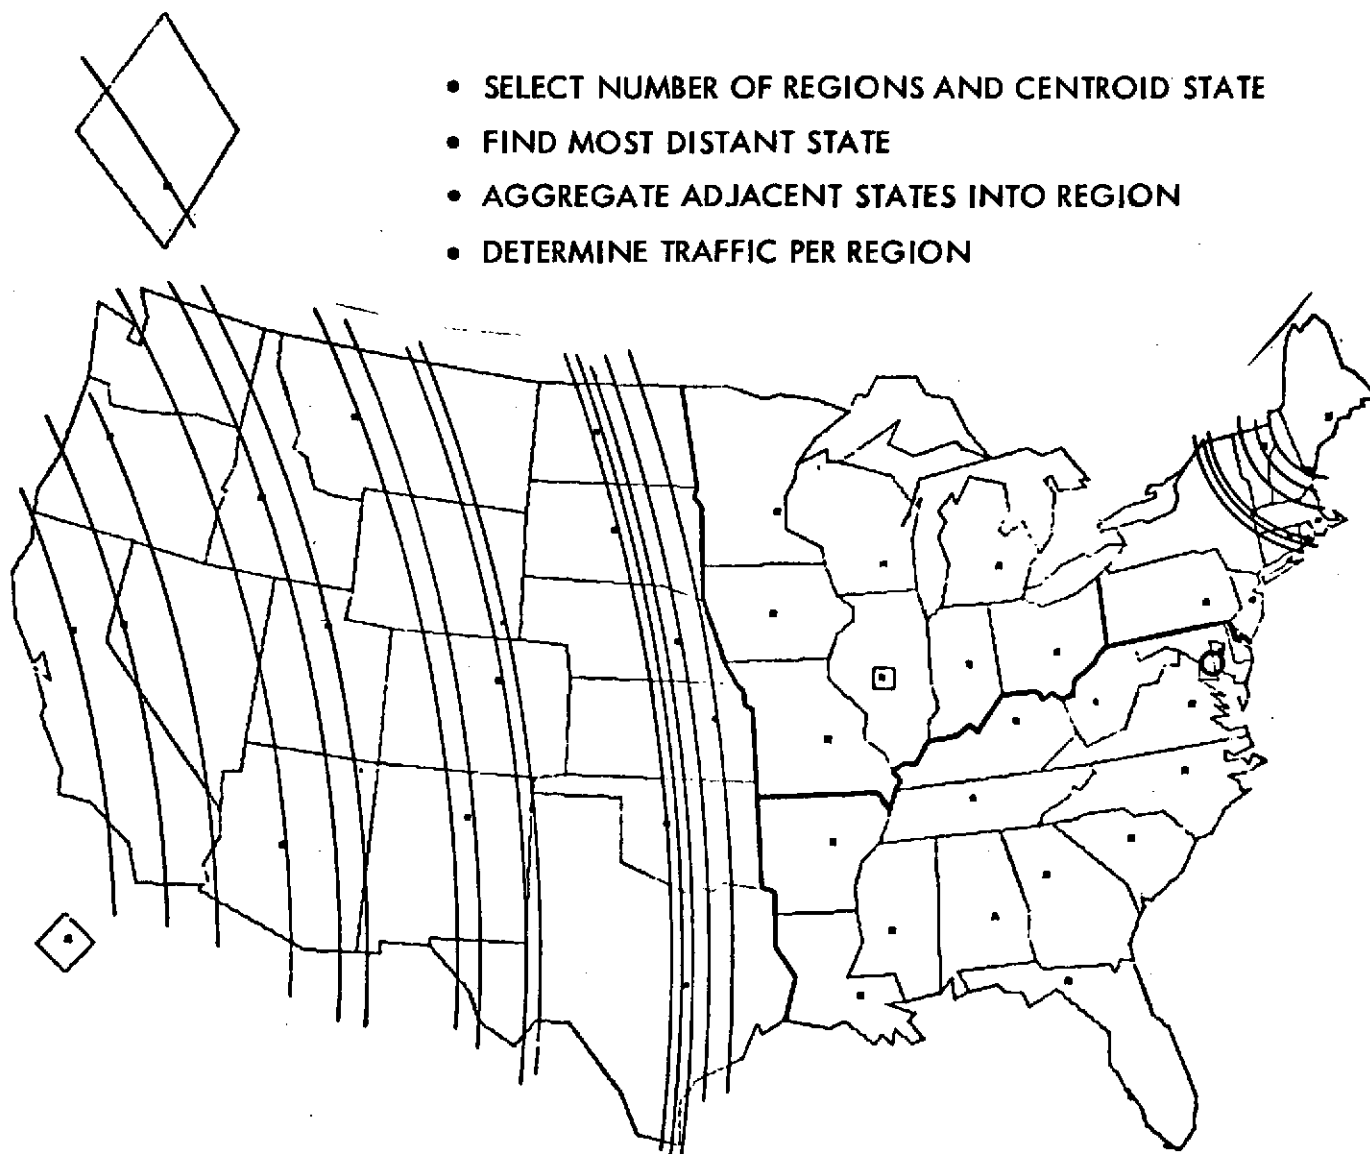 • SELECT NUMBER OF REGIONS AND CENTROID STATE
• FIND MOST DISTANT STATE
• AGGREGATE ADJACENT STATES INTO REGION
• DETERMINE TRAFFIC PER REGION